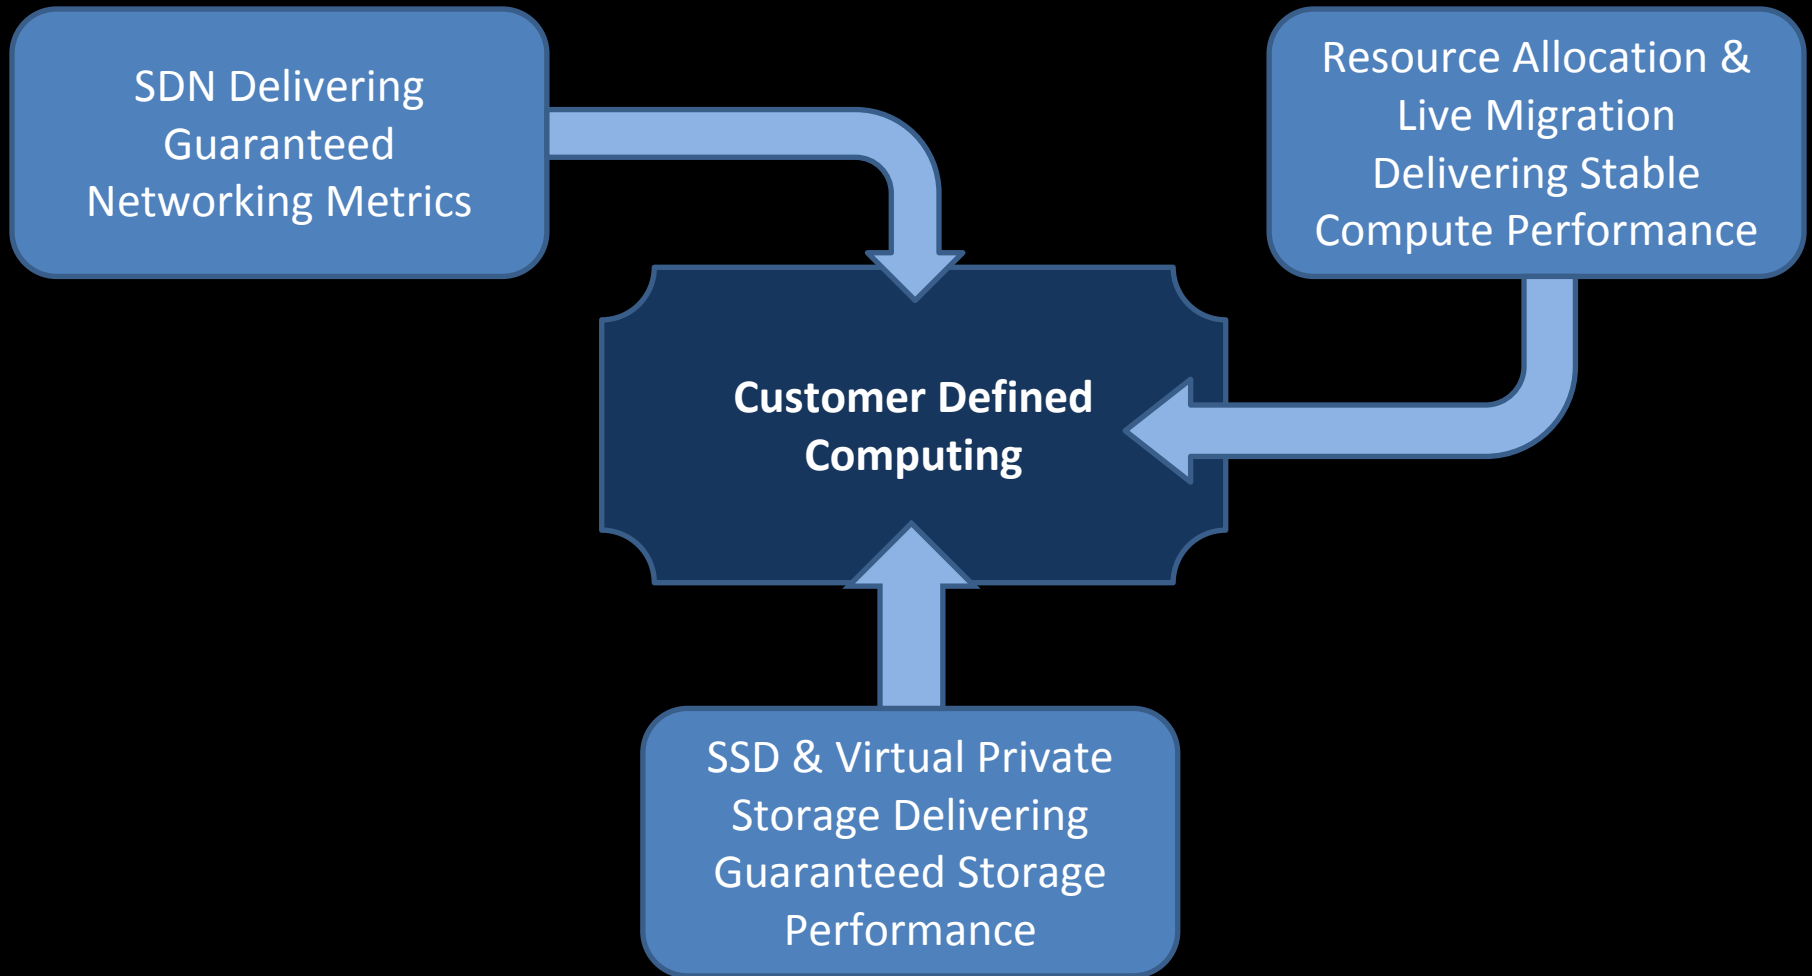 SDN Delivering
Guaranteed
Networking Metrics
Resource Allocation &
Live Migration
Delivering Stable
Compute Performance
Customer Defined
Computing
SSD & Virtual Private
Storage Delivering
Guaranteed Storage
Performance